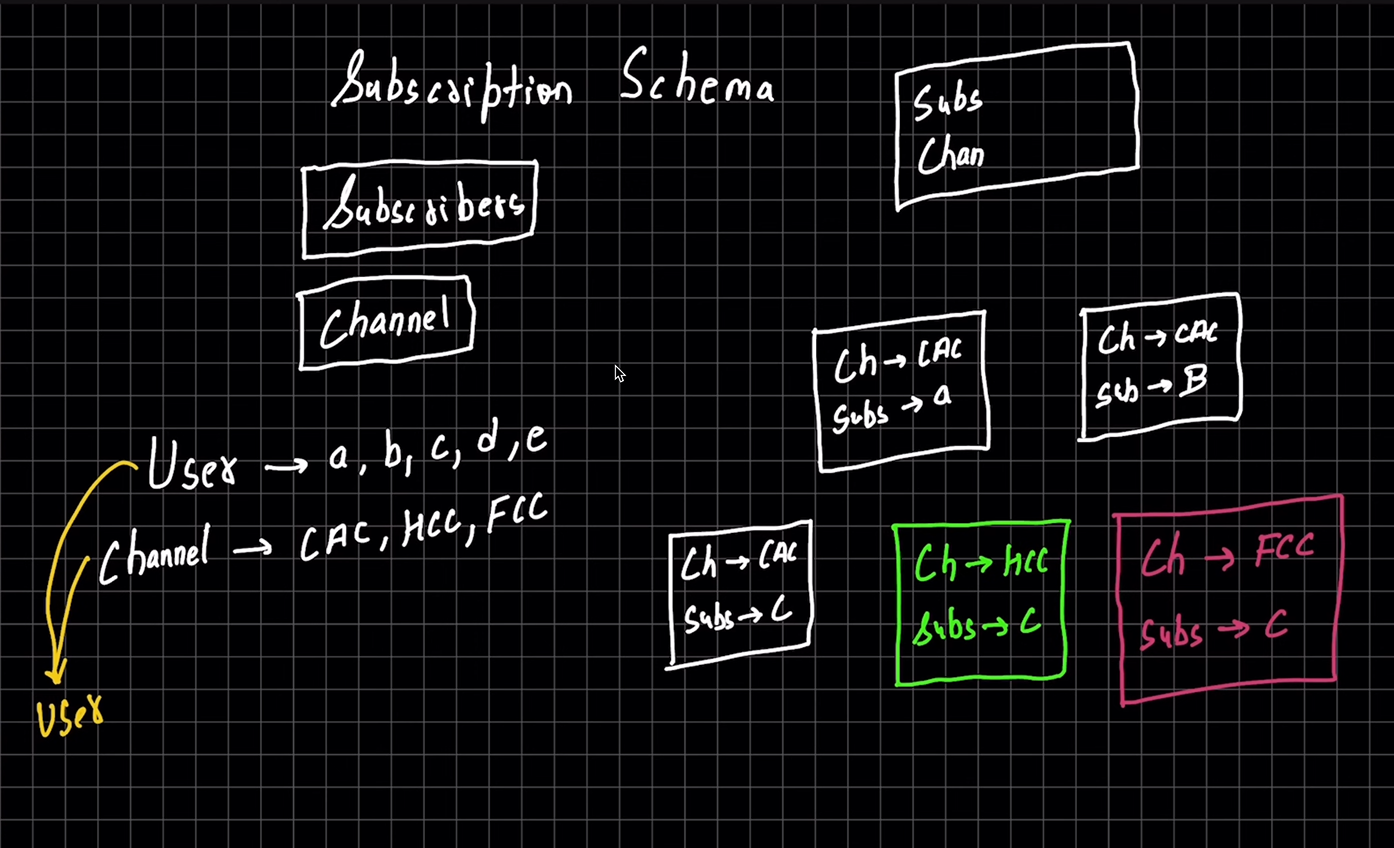 Subscription Schema
Subs
Chan
Subscribers
Channel
User → a, b, c, d, e
Channel → CAC, HCC, FCC
User
Ch → CAC
Subs → a
Ch → CAC
Sub → B
Ch → CAC
Subs → C
Ch → HCC
Subs → C
Ch → FCC
Subs → C